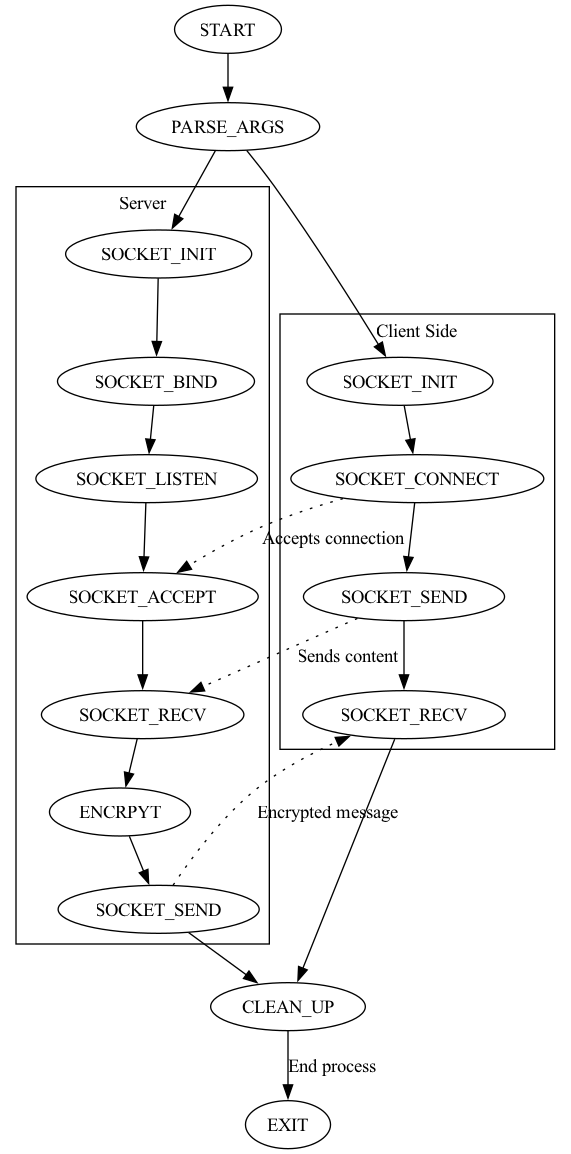 START
PARSE_ARGS
Server
SOCKET_INIT
Client Side
SOCKET_BIND
SOCKET_INIT
SOCKET_LISTEN
SOCKET_CONNECT
Accepts connection
SOCKET_ACCEPT
SOCKET_SEND
Sends content
SOCKET_RECV
SOCKET_RECV
ENCRPYT
Encrypted message
SOCKET_SEND
CLEAN_UP
End process
EXIT